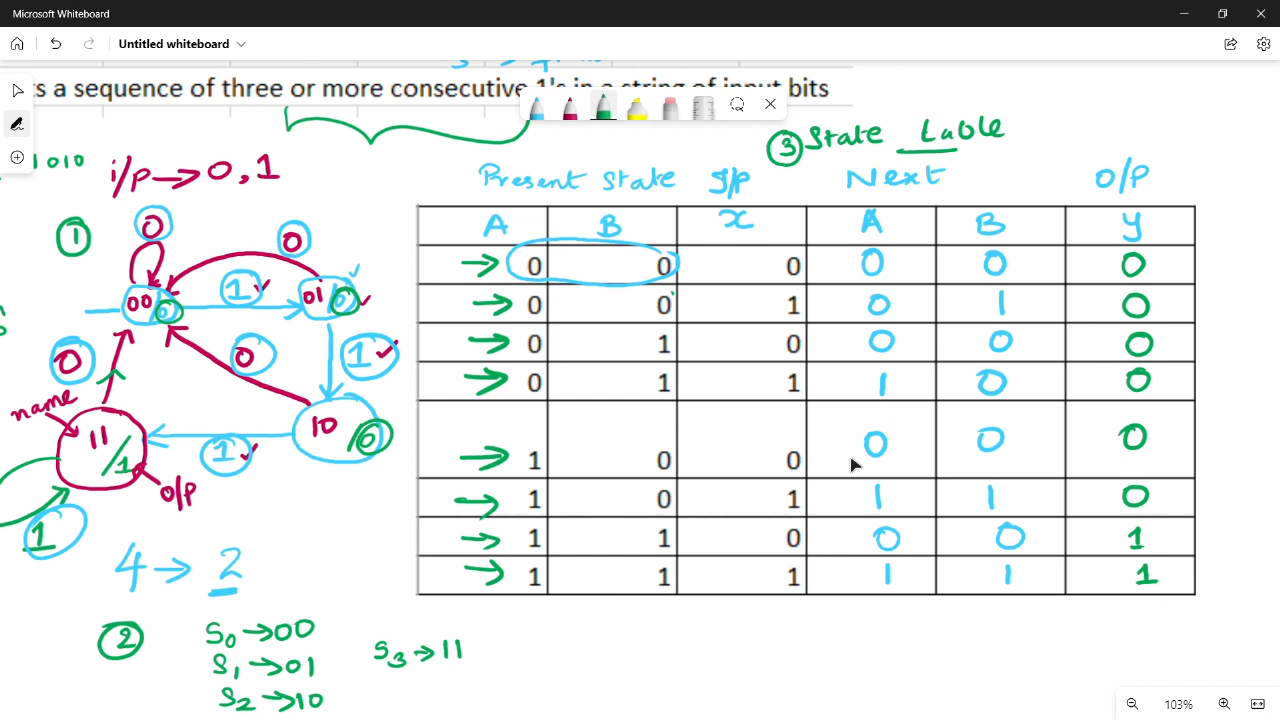 Microsoft Whiteboard
Untitled whiteboard
ts a sequence of three or more consecutive 1's in a string of input bits
1010
i/p → 0, 1
③ State table
Present State I/p Next O/P
A B x A B y
→ 0 0 0 0 0 0
→ 0 0 1 0 1 0
→ 0 1 0 0 0 0
→ 0 1 1 1 0 0
→ 1 0 0 0 0 0
→ 1 0 1 1 1 0
→ 1 1 0 0 0 1
→ 1 1 1 1 1 1
①
0
0
00 /0
1
01 /0
0
0
1
name
11 /1
10 /0
1
o/p
1
4 → 2
②
S0 → 00
S1 → 01
S2 → 10
S3 → 11
103%